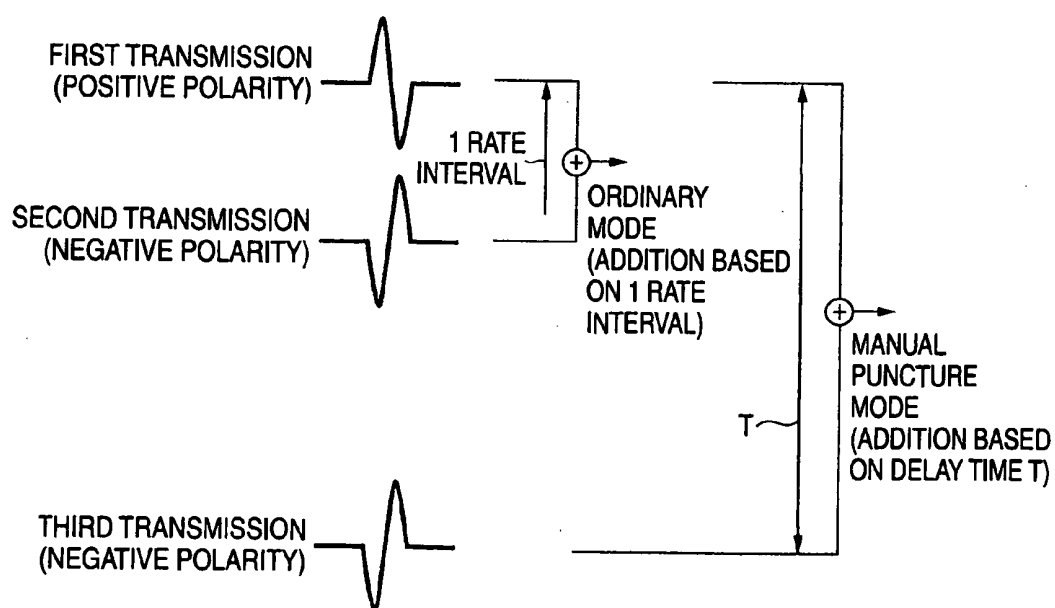 FIRST TRANSMISSION
(POSITIVE POLARITY)
1 RATE
INTERVAL
SECOND TRANSMISSION
(NEGATIVE POLARITY)
ORDINARY
MODE
(ADDITION BASED
ON 1 RATE
INTERVAL)
T
MANUAL
PUNCTURE
MODE
(ADDITION BASED
ON DELAY TIME T)
THIRD TRANSMISSION
(NEGATIVE POLARITY)